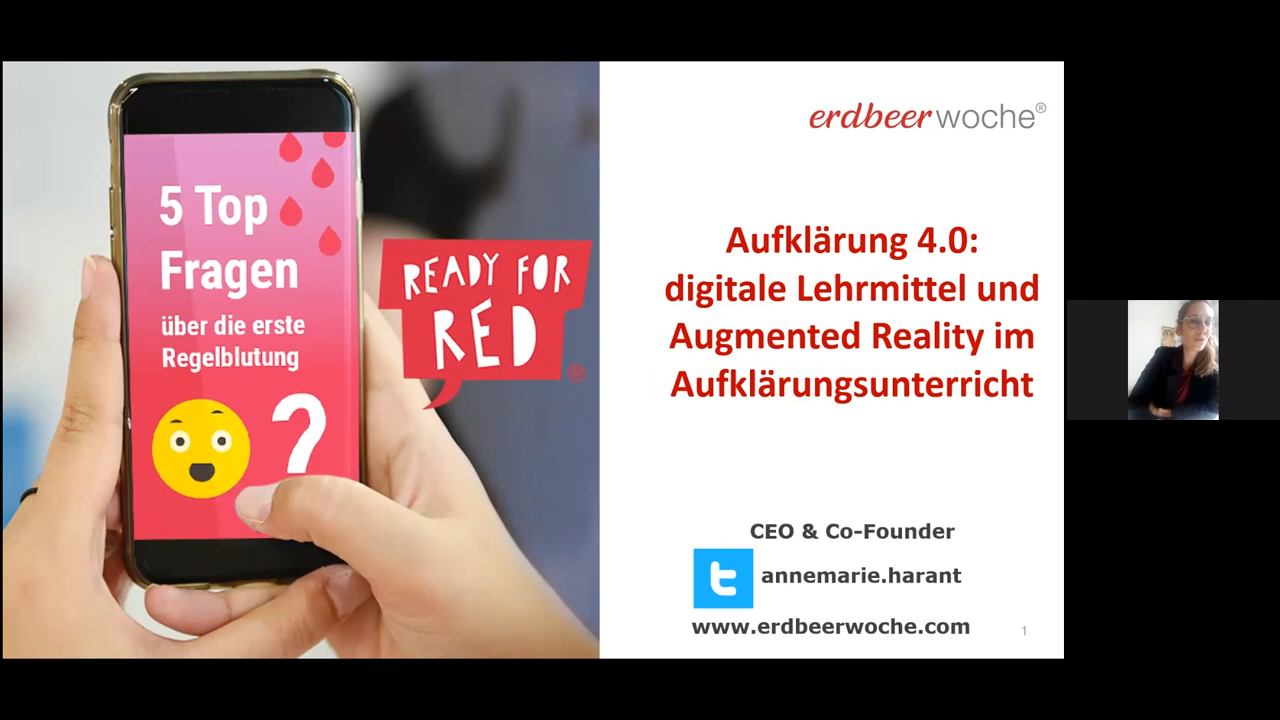 5 Top
Fragen
über die erste
Regelblutung
?
READY FOR
RED
®
erdbeerwoche®
Aufklärung 4.0:
digitale Lehrmittel und
Augmented Reality im
Aufklärungsunterricht
CEO & Co-Founder
annemarie.harant
www.erdbeerwoche.com
1